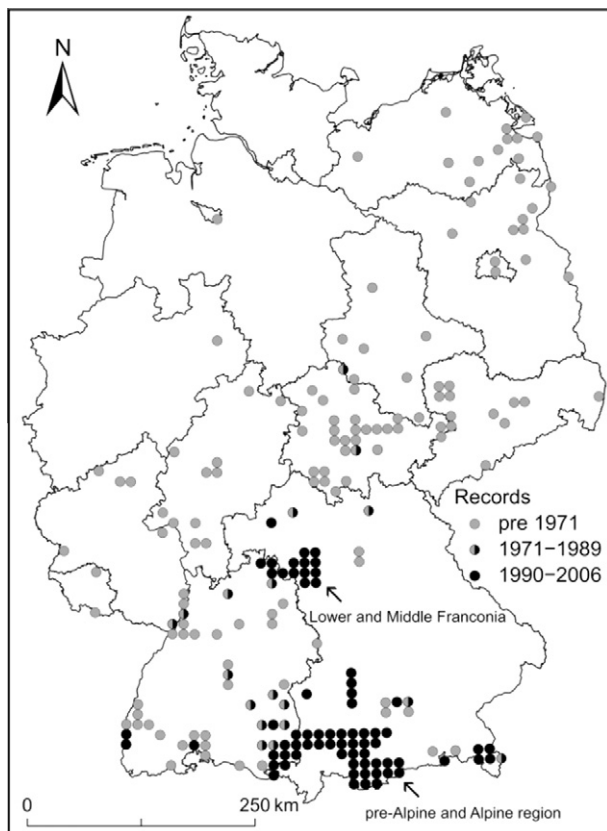 N
Records
pre 1971
1971–1989
1990–2006
Lower and Middle Franconia
0
250 km
pre-Alpine and Alpine region